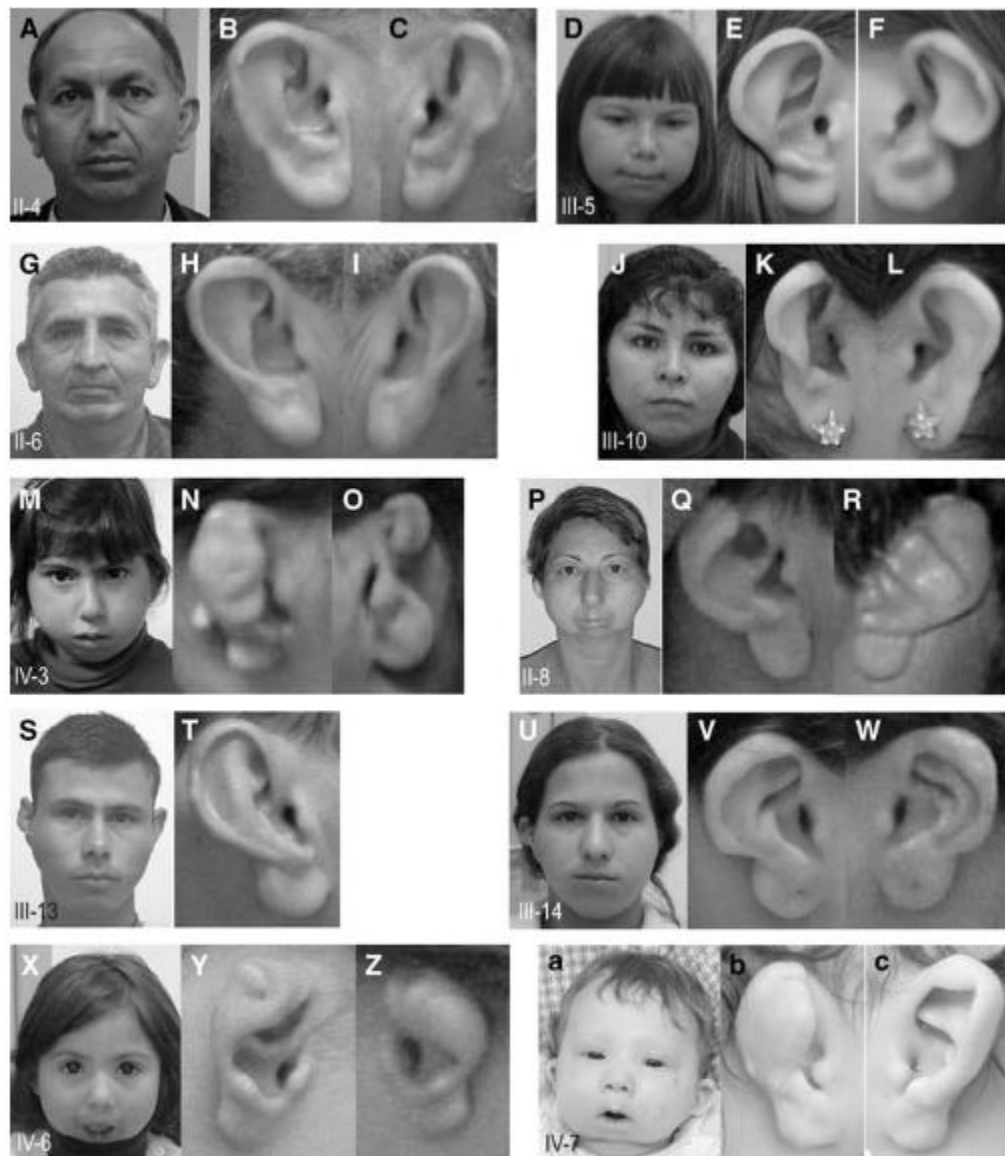 A B C D E F
II-4 III-5
G H I J K L
II-6 III-10
M N O P Q R
IV-3 II-8
S T U V W
III-13 III-14
X Y Z a b c
IV-6 IV-7